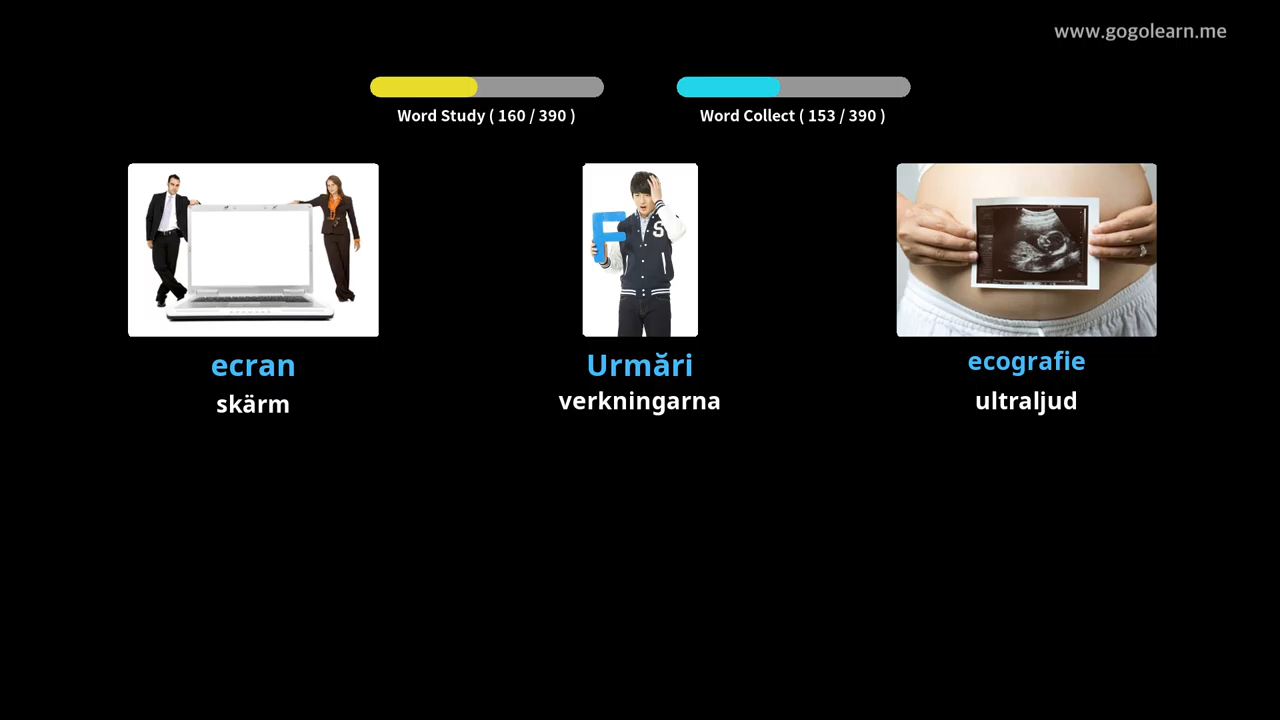 www.gogolearn.me
Word Study ( 160 / 390 )
Word Collect ( 153 / 390 )
F
S
ecran
Urmări
ecografie
skärm
verkningarna
ultraljud